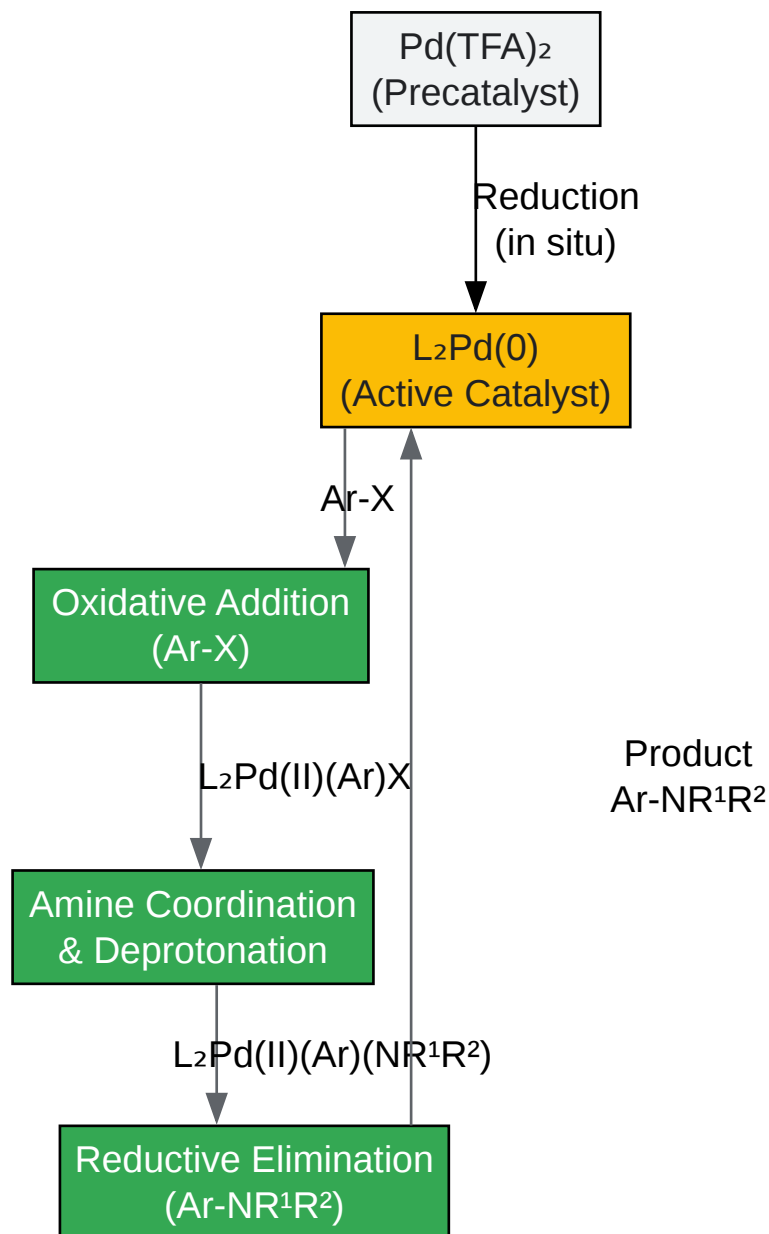 Pd(TFA)₂
(Precatalyst)
Reduction
(in situ)
L₂Pd(0)
(Active Catalyst)
Ar-X
Oxidative Addition
(Ar-X)
L₂Pd(II)(Ar)X
Product
Ar-NR¹R²
Amine Coordination
& Deprotonation
L₂Pd(II)(Ar)(NR¹R²)
Reductive Elimination
(Ar-NR¹R²)